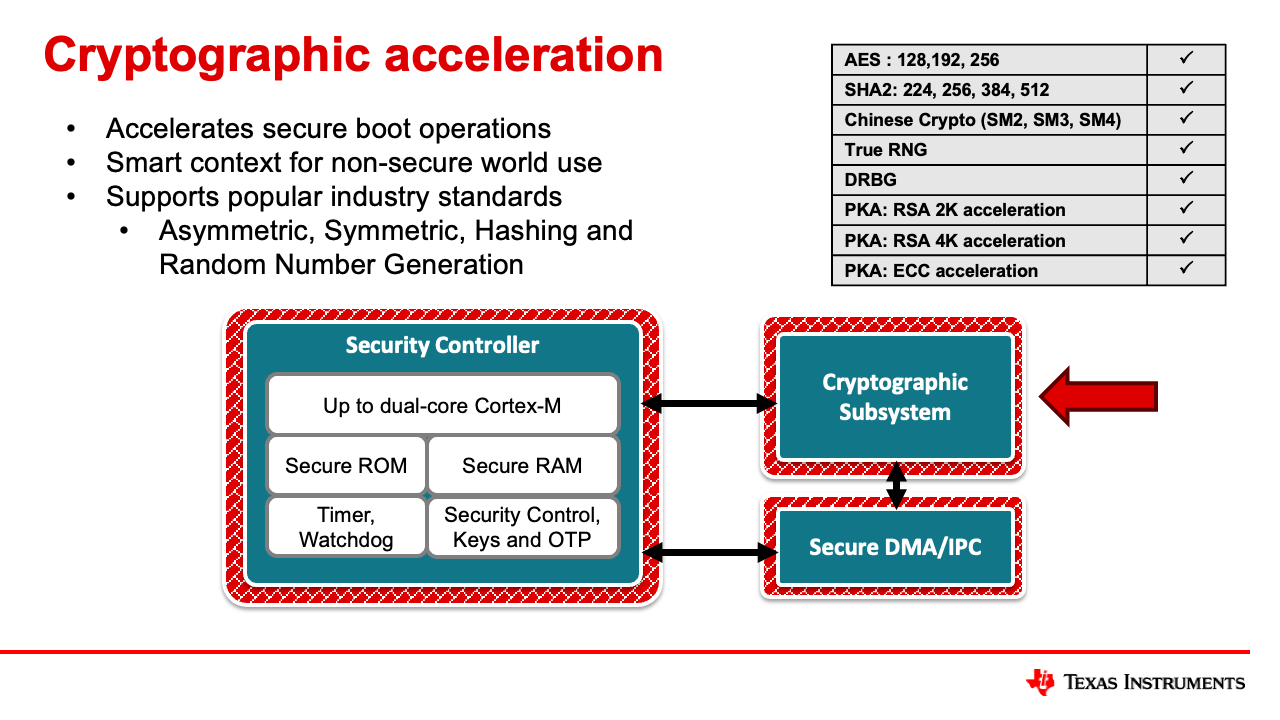 Cryptographic acceleration
• Accelerates secure boot operations
• Smart context for non-secure world use
• Supports popular industry standards
• Asymmetric, Symmetric, Hashing and
Random Number Generation
AES : 128,192, 256 ✓
SHA2: 224, 256, 384, 512 ✓
Chinese Crypto (SM2, SM3, SM4) ✓
True RNG ✓
DRBG ✓
PKA: RSA 2K acceleration ✓
PKA: RSA 4K acceleration ✓
PKA: ECC acceleration ✓
Security Controller
Up to dual-core Cortex-M
Secure ROM
Secure RAM
Timer,
Watchdog
Security Control,
Keys and OTP
Cryptographic
Subsystem
Secure DMA/IPC
TEXAS INSTRUMENTS